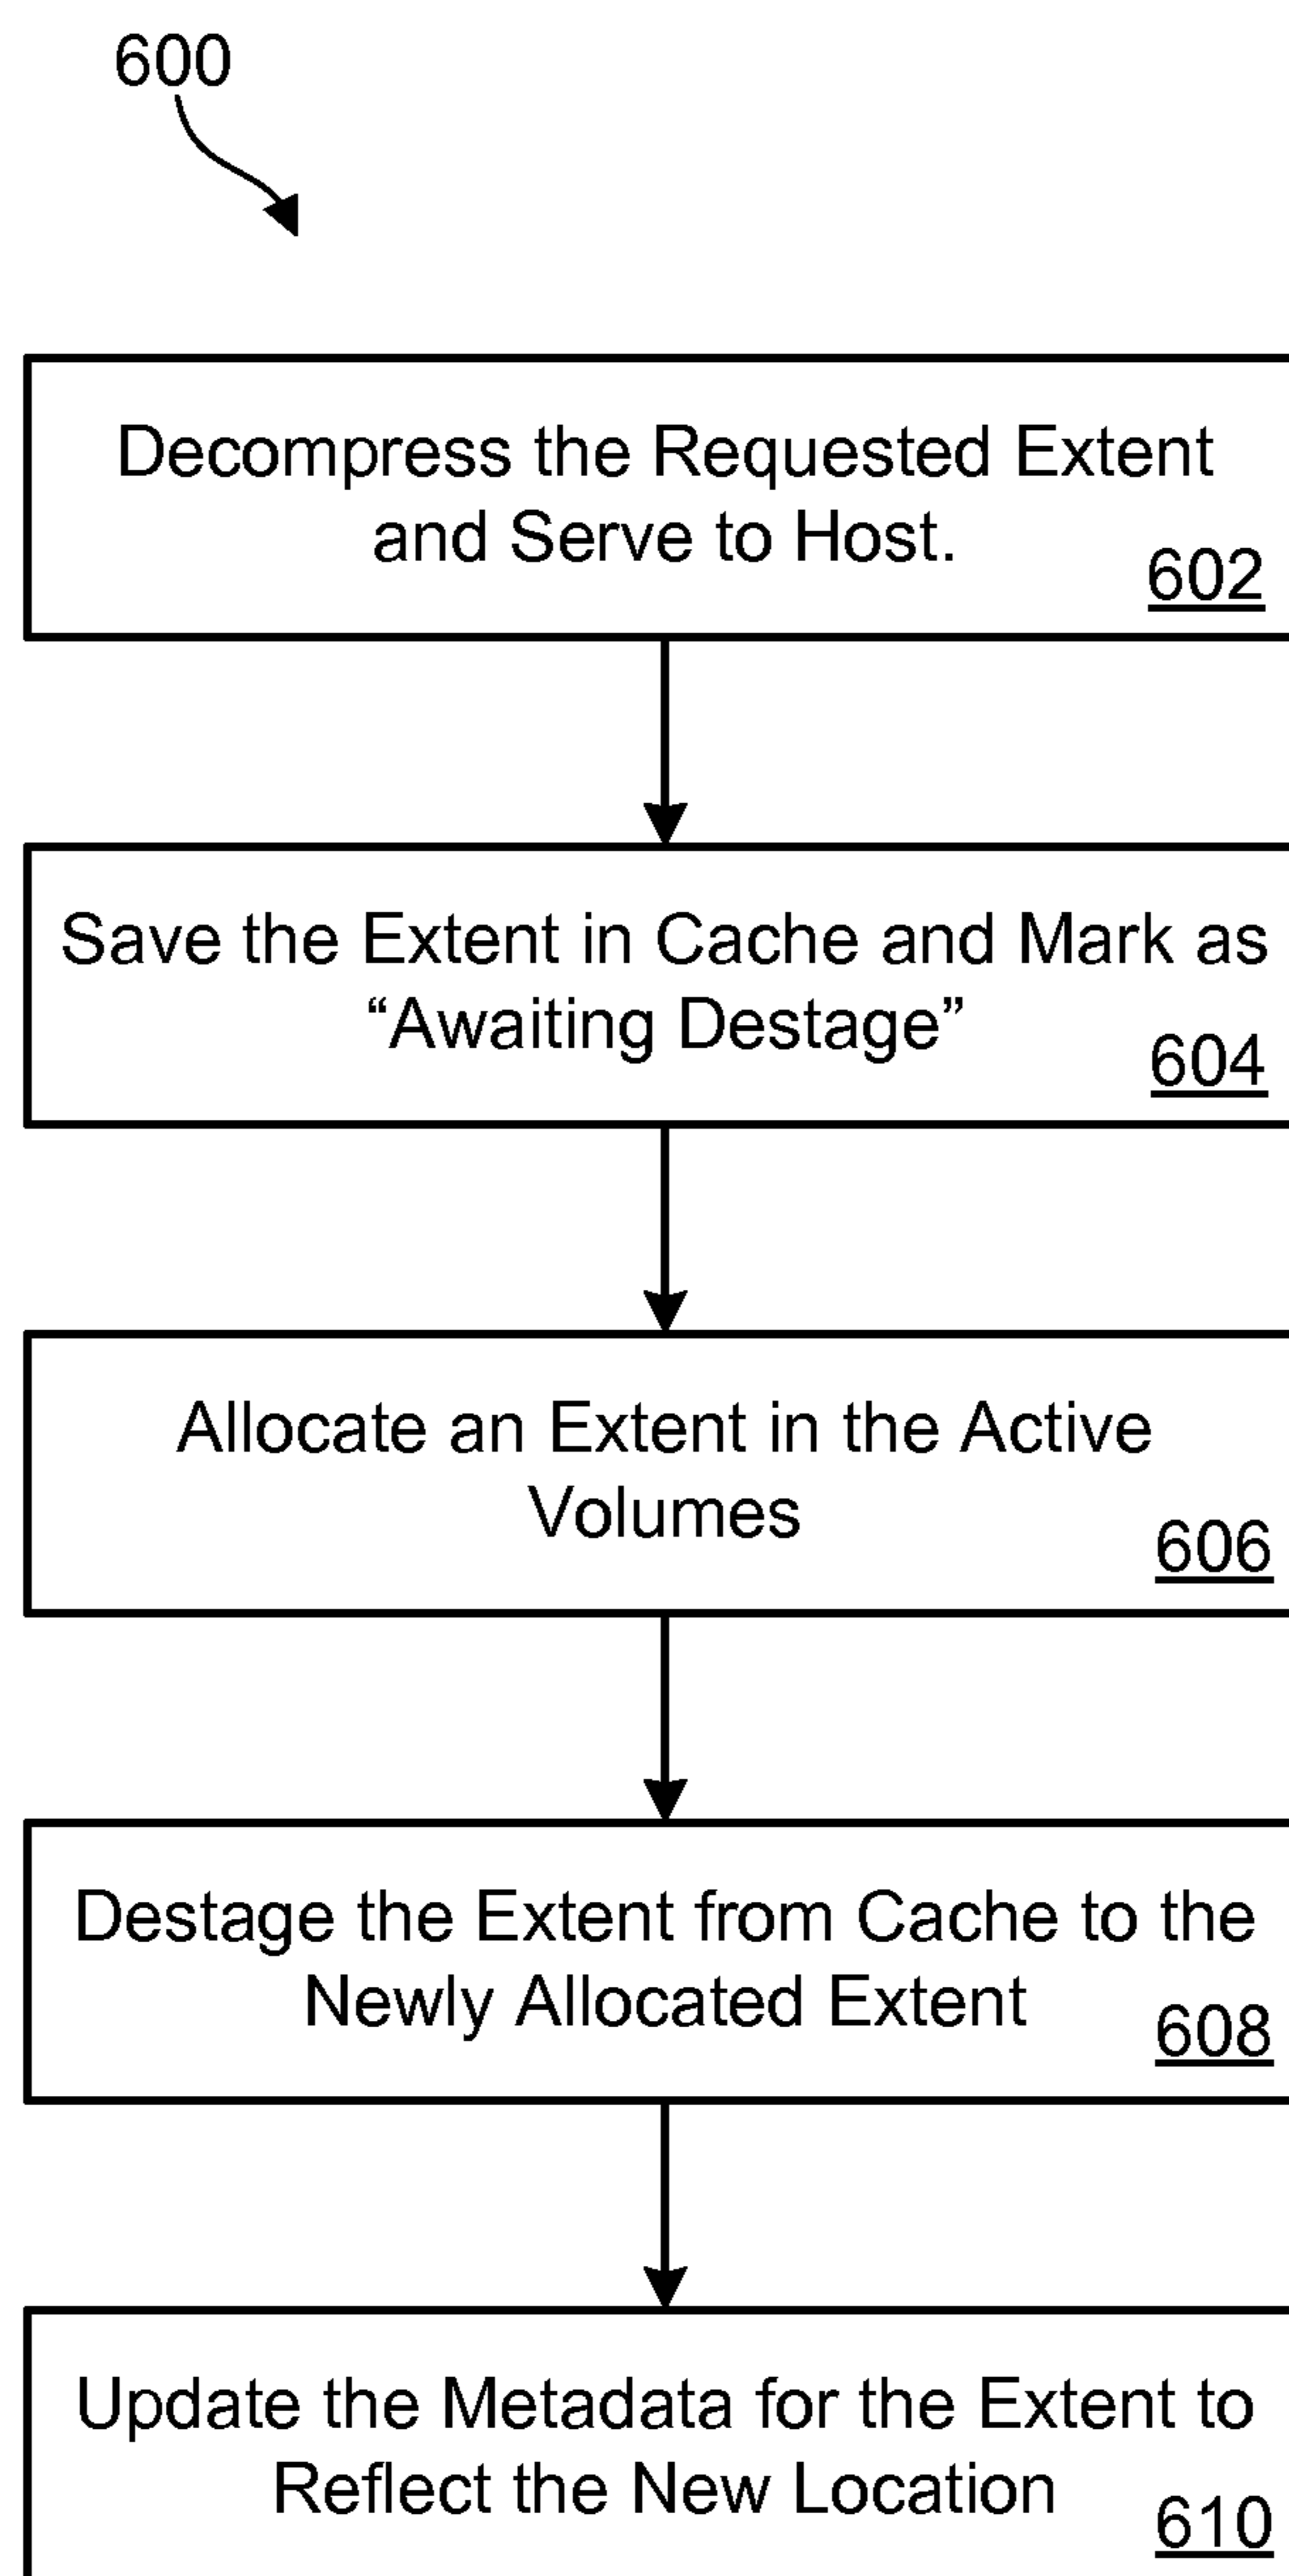 600
Decompress the Requested Extent
and Serve to Host.
602
Save the Extent in Cache and Mark as
“Awaiting Destage”
604
Allocate an Extent in the Active
Volumes
606
Destage the Extent from Cache to the
Newly Allocated Extent
608
Update the Metadata for the Extent to
Reflect the New Location
610